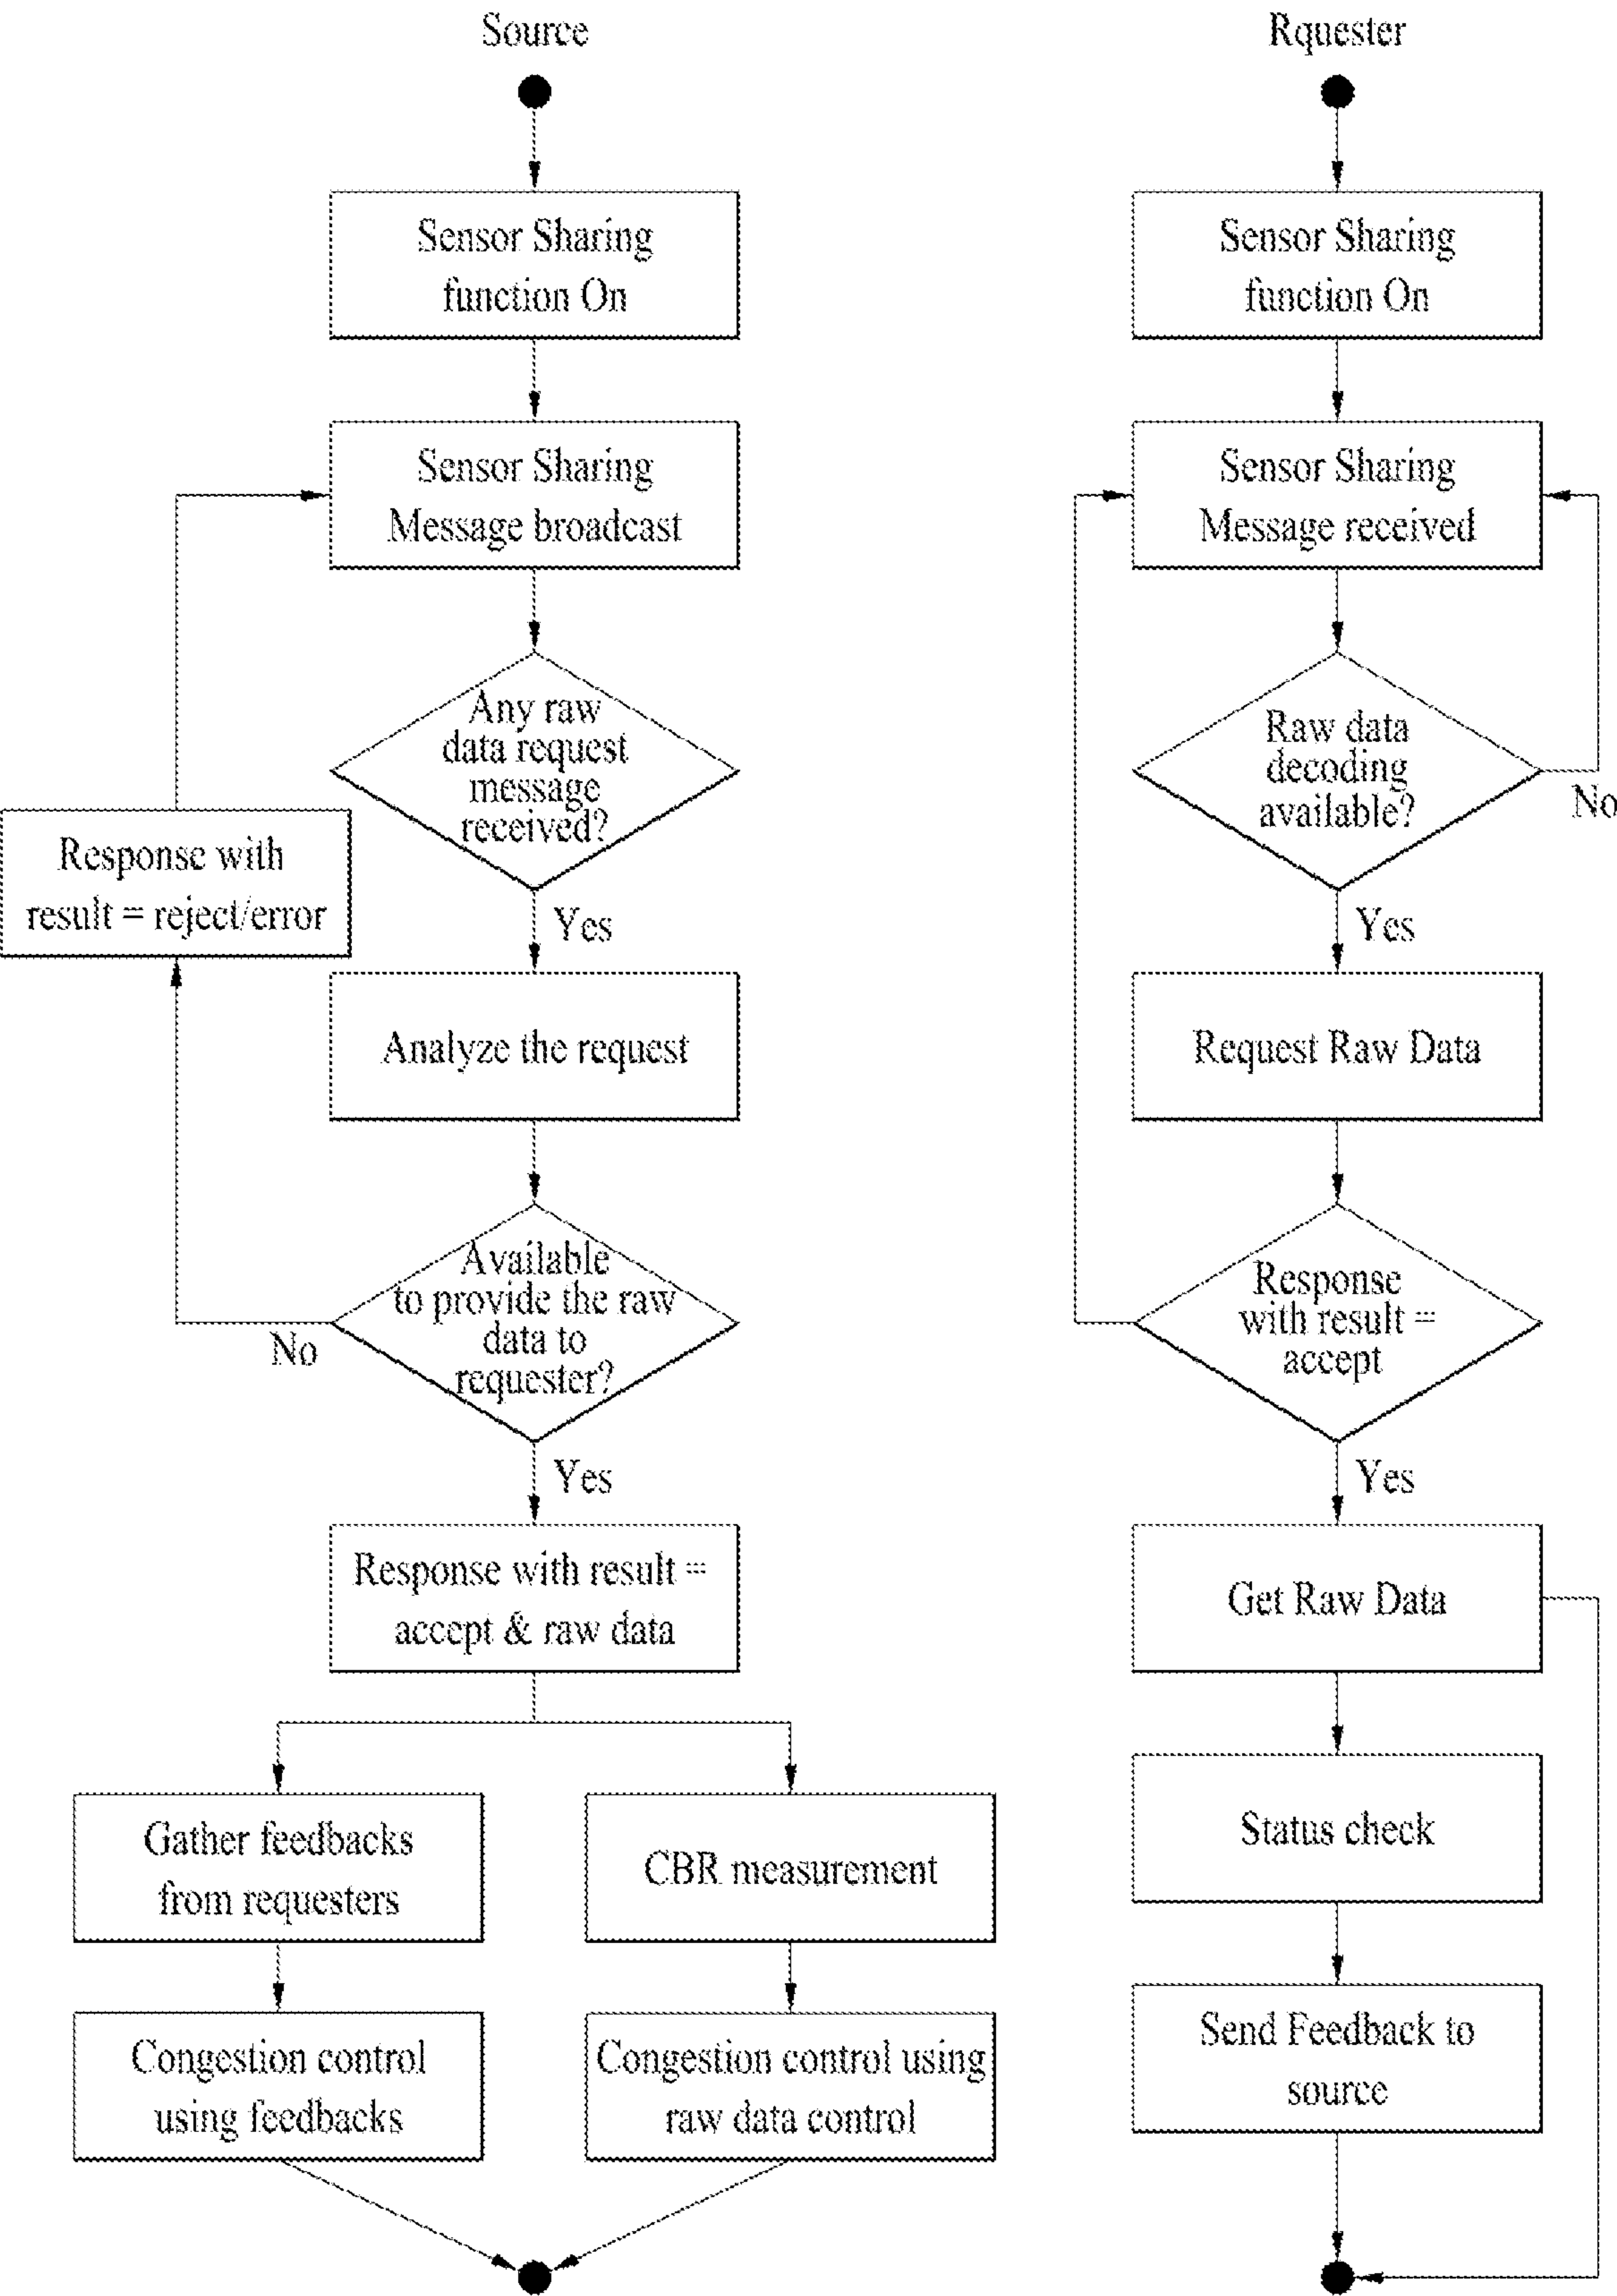 Source
Sensor Sharing
function On
Sensor Sharing
Message broadcast
Any raw
data request
message
received?
Response with
result = reject/error
Yes
Analyze the request
Available
to provide the raw
data to
requester?
No
Yes
Response with result =
accept & raw data
Gather feedbacks
from requesters
CBR measurement
Congestion control
using feedbacks
Congestion control using
raw data control
Rquester
Sensor Sharing
function On
Sensor Sharing
Message received
Raw data
decoding
available?
No
Yes
Request Raw Data
Response
with result =
accept
Yes
Get Raw Data
Status check
Send Feedback to
source